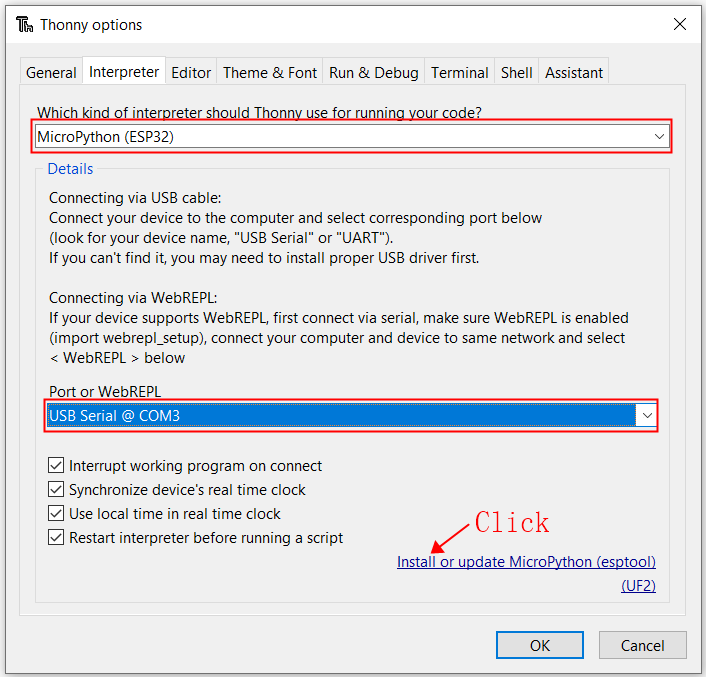 Thonny options
General Interpreter Editor Theme & Font Run & Debug Terminal Shell Assistant
Which kind of interpreter should Thonny use for running your code?
MicroPython (ESP32)
Details
Connecting via USB cable:
Connect your device to the computer and select corresponding port below
(look for your device name, "USB Serial" or "UART").
If you can't find it, you may need to install proper USB driver first.
Connecting via WebREPL:
If your device supports WebREPL, first connect via serial, make sure WebREPL is enabled
(import webrepl_setup), connect your computer and device to same network and select
< WebREPL > below
Port or WebREPL
USB Serial @ COM3
Interrupt working program on connect
Synchronize device's real time clock
Use local time in real time clock
Restart interpreter before running a script
Click
Install or update MicroPython (esptool)
(UF2)
OK Cancel